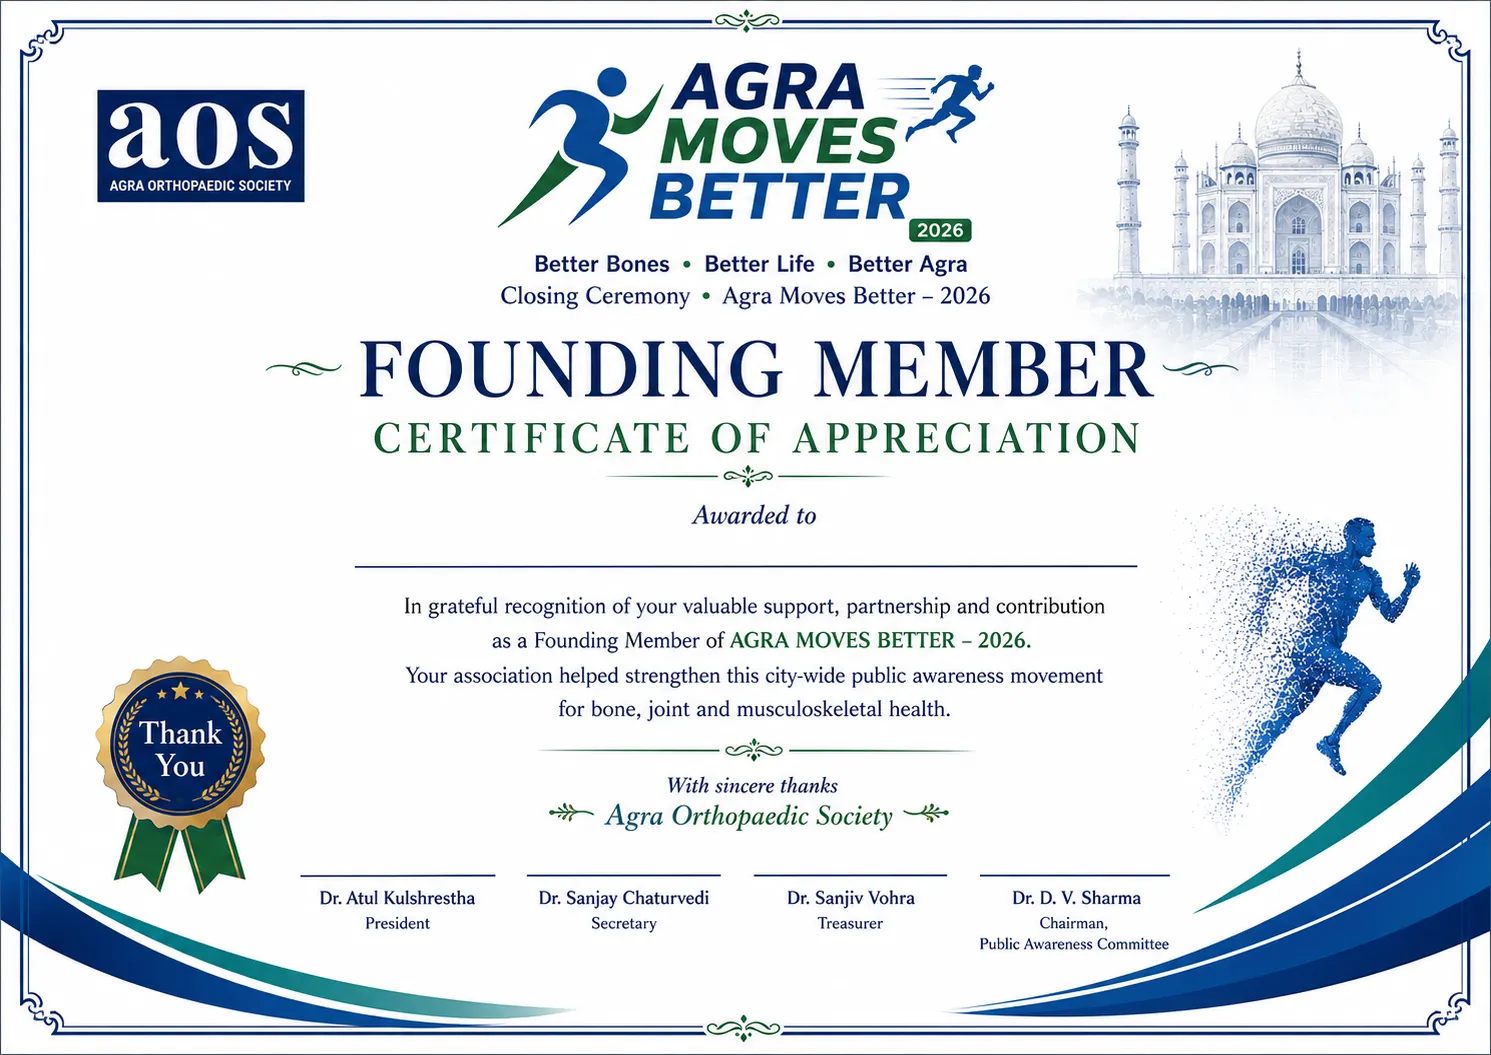 aos
AGRA ORTHOPAEDIC SOCIETY
AGRA
MOVES
BETTER
2026
Better Bones • Better Life • Better Agra
Closing Ceremony • Agra Moves Better – 2026
FOUNDING MEMBER
CERTIFICATE OF APPRECIATION
Awarded to
In grateful recognition of your valuable support, partnership and contribution
as a Founding Member of AGRA MOVES BETTER – 2026.
Your association helped strengthen this city-wide public awareness movement
for bone, joint and musculoskeletal health.
Thank
You
With sincere thanks
Agra Orthopaedic Society
Dr. Atul Kulshrestha
President
Dr. Sanjay Chaturvedi
Secretary
Dr. Sanjiv Vohra
Treasurer
Dr. D. V. Sharma
Chairman,
Public Awareness Committee